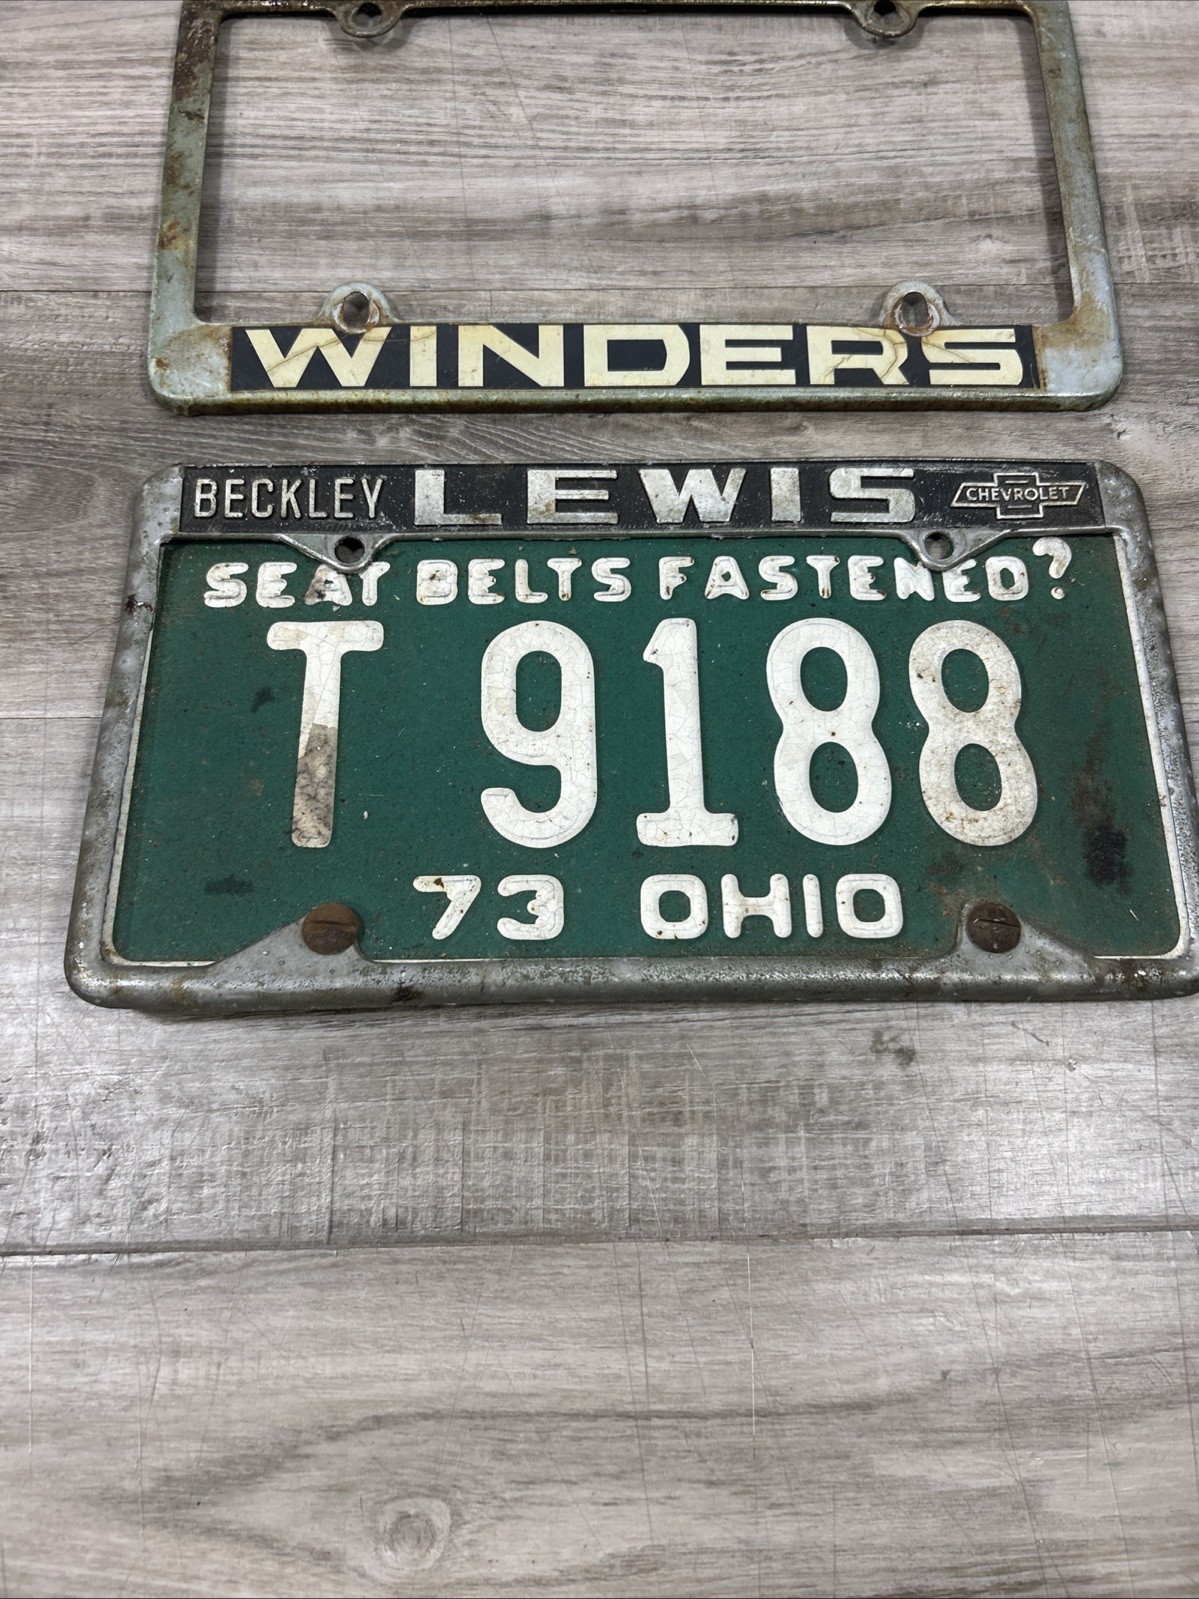 WINDERS
BECKLEY LEWIS CHEVROLET
SEAT BELTS FASTENED?
T 9188
73 OHIO